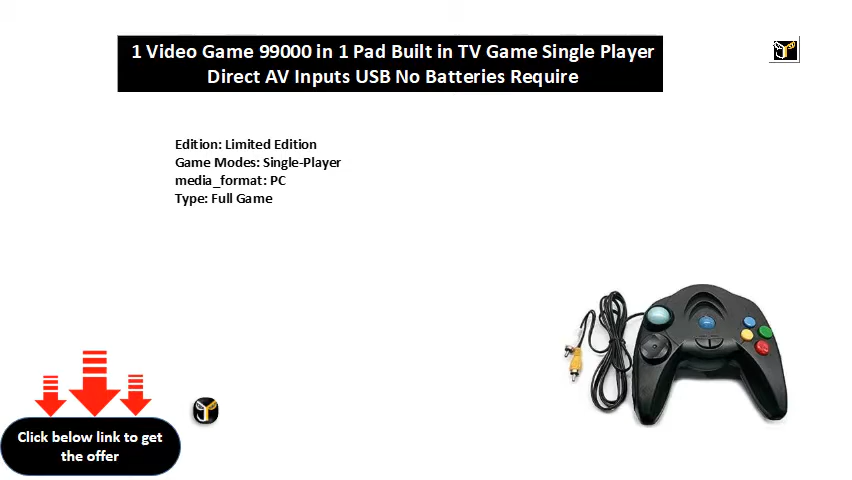 1 Video Game 99000 in 1 Pad Built in TV Game Single Player
Direct AV Inputs USB No Batteries Require
Edition: Limited Edition
Game Modes: Single-Player
media_format: PC
Type: Full Game
Click below link to get
the offer